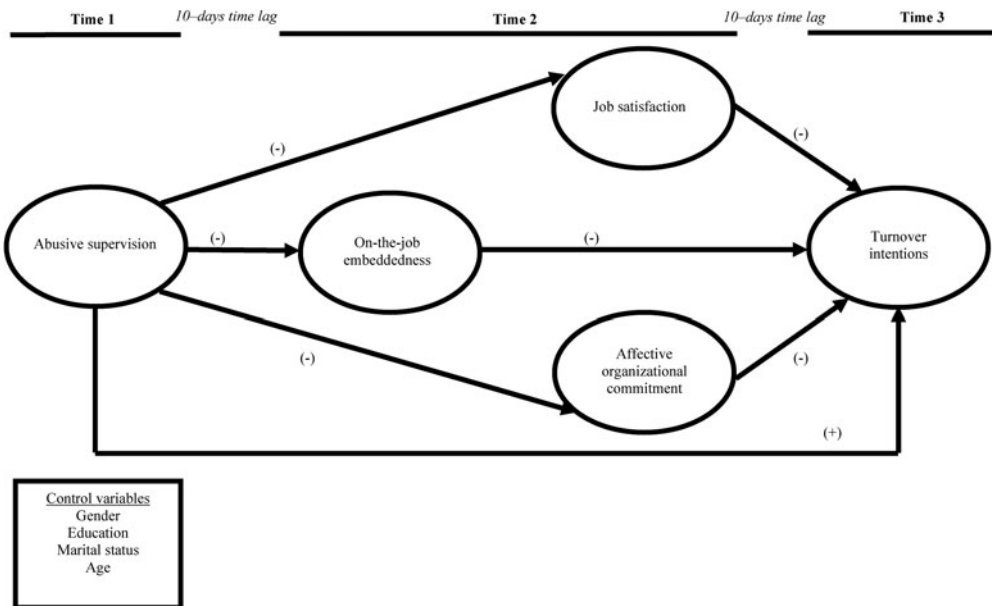 Time 1
10–days time lag
Time 2
10–days time lag
Time 3
Job satisfaction
(-)
(-)
Abusive supervision
(-)
On-the-job
embeddedness
(-)
Turnover
intentions
(-)
Affective
organizational
commitment
(-)
(+)
Control variables
Gender
Education
Marital status
Age